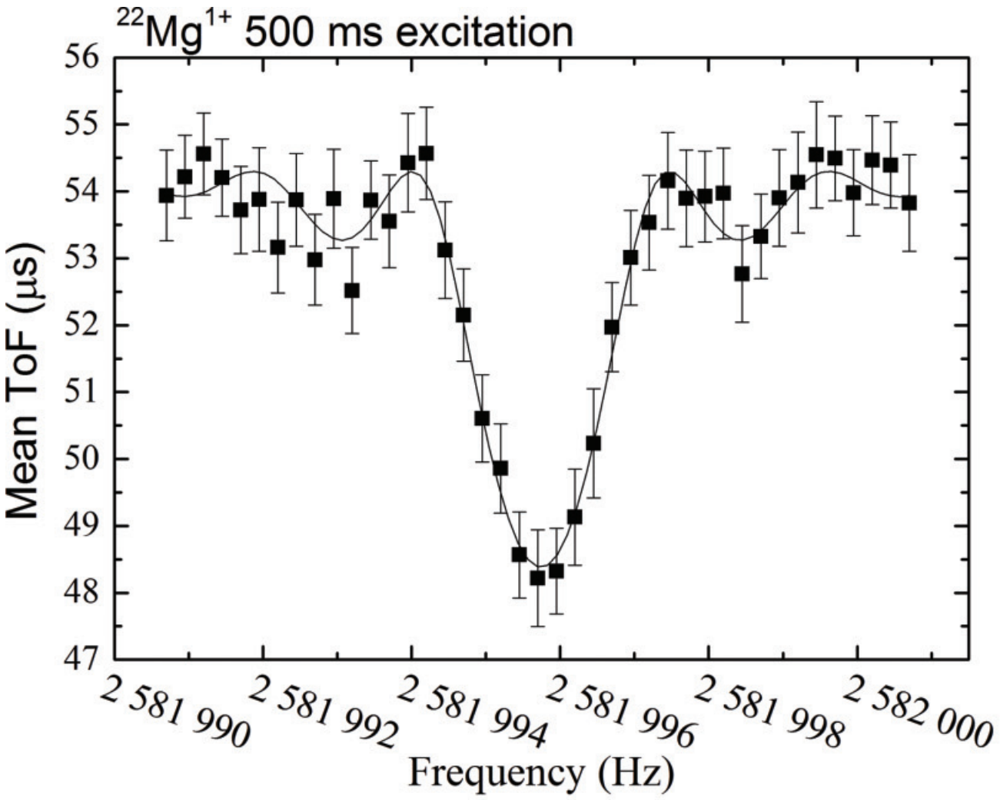 ²²Mg¹⁺ 500 ms excitation
56
55
54
53
52
51
50
49
48
47
Mean ToF (μs)
2 581 990
2 581 992
2 581 994
2 581 996
2 581 998
2 582 000
Frequency (Hz)